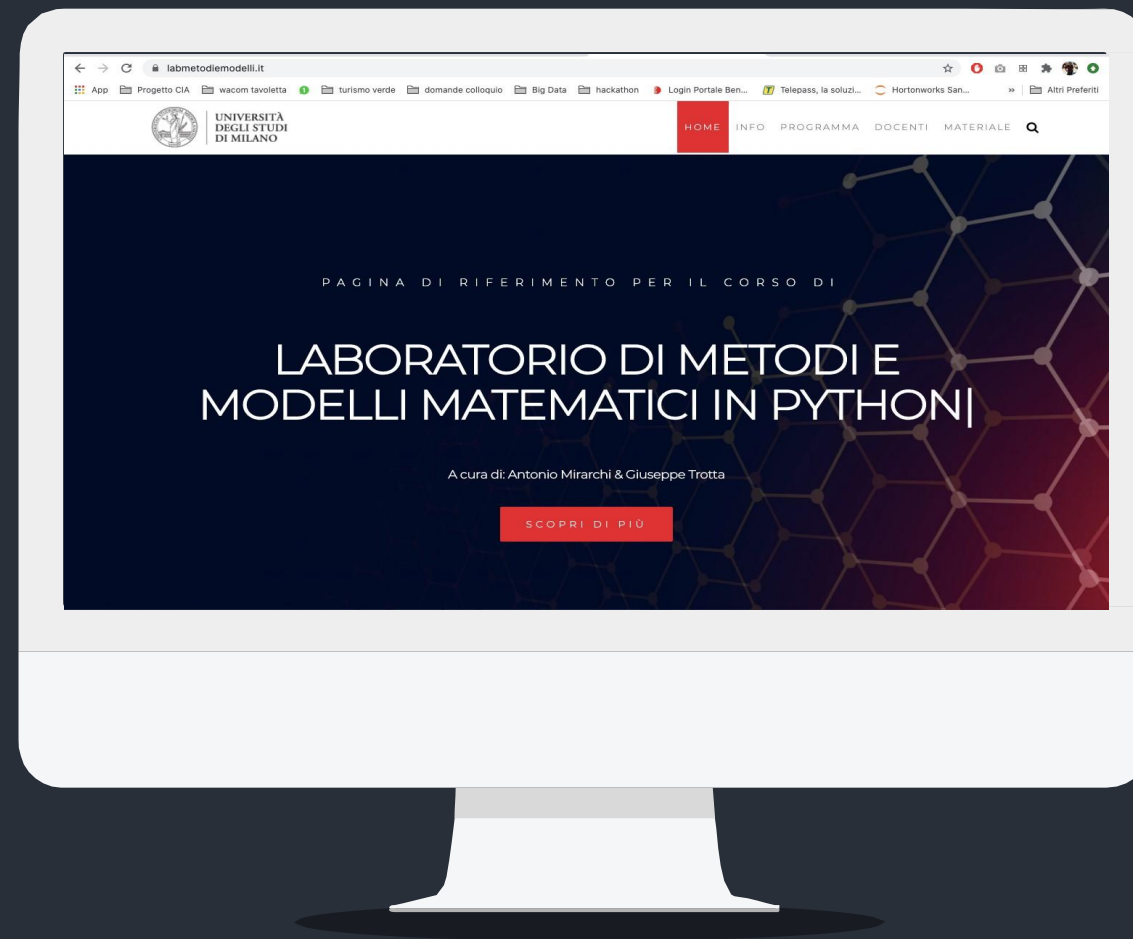 labmetodiemodelli.it
App Progetto CIA wacom tavoletta 1 turismo verde domande colloquio Big Data hackathon Login Portale Ben... Telepass, la soluzi... Hortonworks San... » Altri Preferiti
UNIVERSITÀ
DEGLI STUDI
DI MILANO
HOME INFO PROGRAMMA DOCENTI MATERIALE
PAGINA DI RIFERIMENTO PER IL CORSO DI
LABORATORIO DI METODI E
MODELLI MATEMATICI IN PYTHON|
A cura di: Antonio Mirarchi & Giuseppe Trotta
SCOPRI DI PIÙ